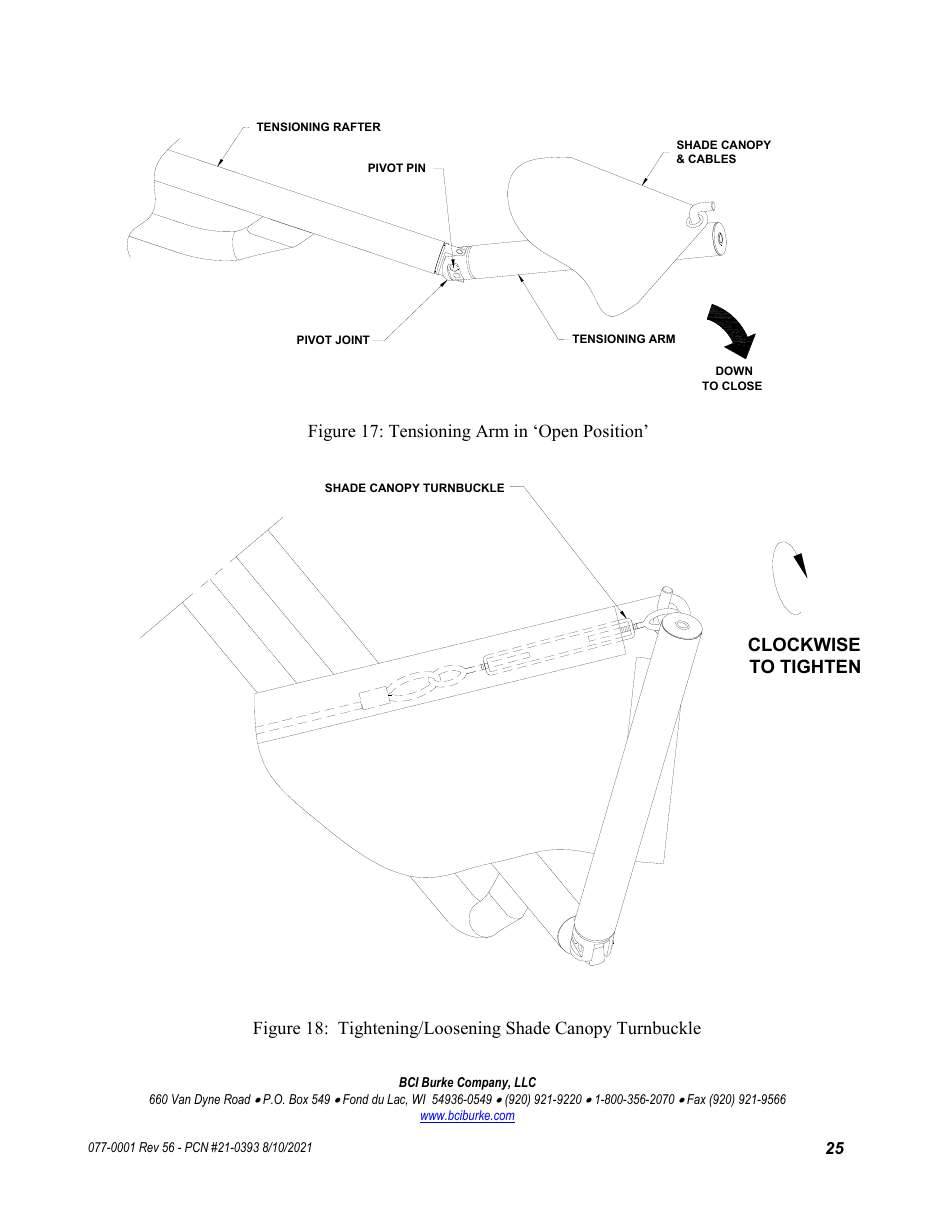 TENSIONING RAFTER
PIVOT PIN
SHADE CANOPY
& CABLES
PIVOT JOINT
TENSIONING ARM
DOWN
TO CLOSE
Figure 17: Tensioning Arm in ‘Open Position’
SHADE CANOPY TURNBUCKLE
CLOCKWISE
TO TIGHTEN
Figure 18:  Tightening/Loosening Shade Canopy Turnbuckle
BCI Burke Company, LLC
660 Van Dyne Road • P.O. Box 549 • Fond du Lac, WI  54936-0549 • (920) 921-9220 • 1-800-356-2070 • Fax (920) 921-9566
www.bciburke.com
077-0001 Rev 56 - PCN #21-0393 8/10/2021
25